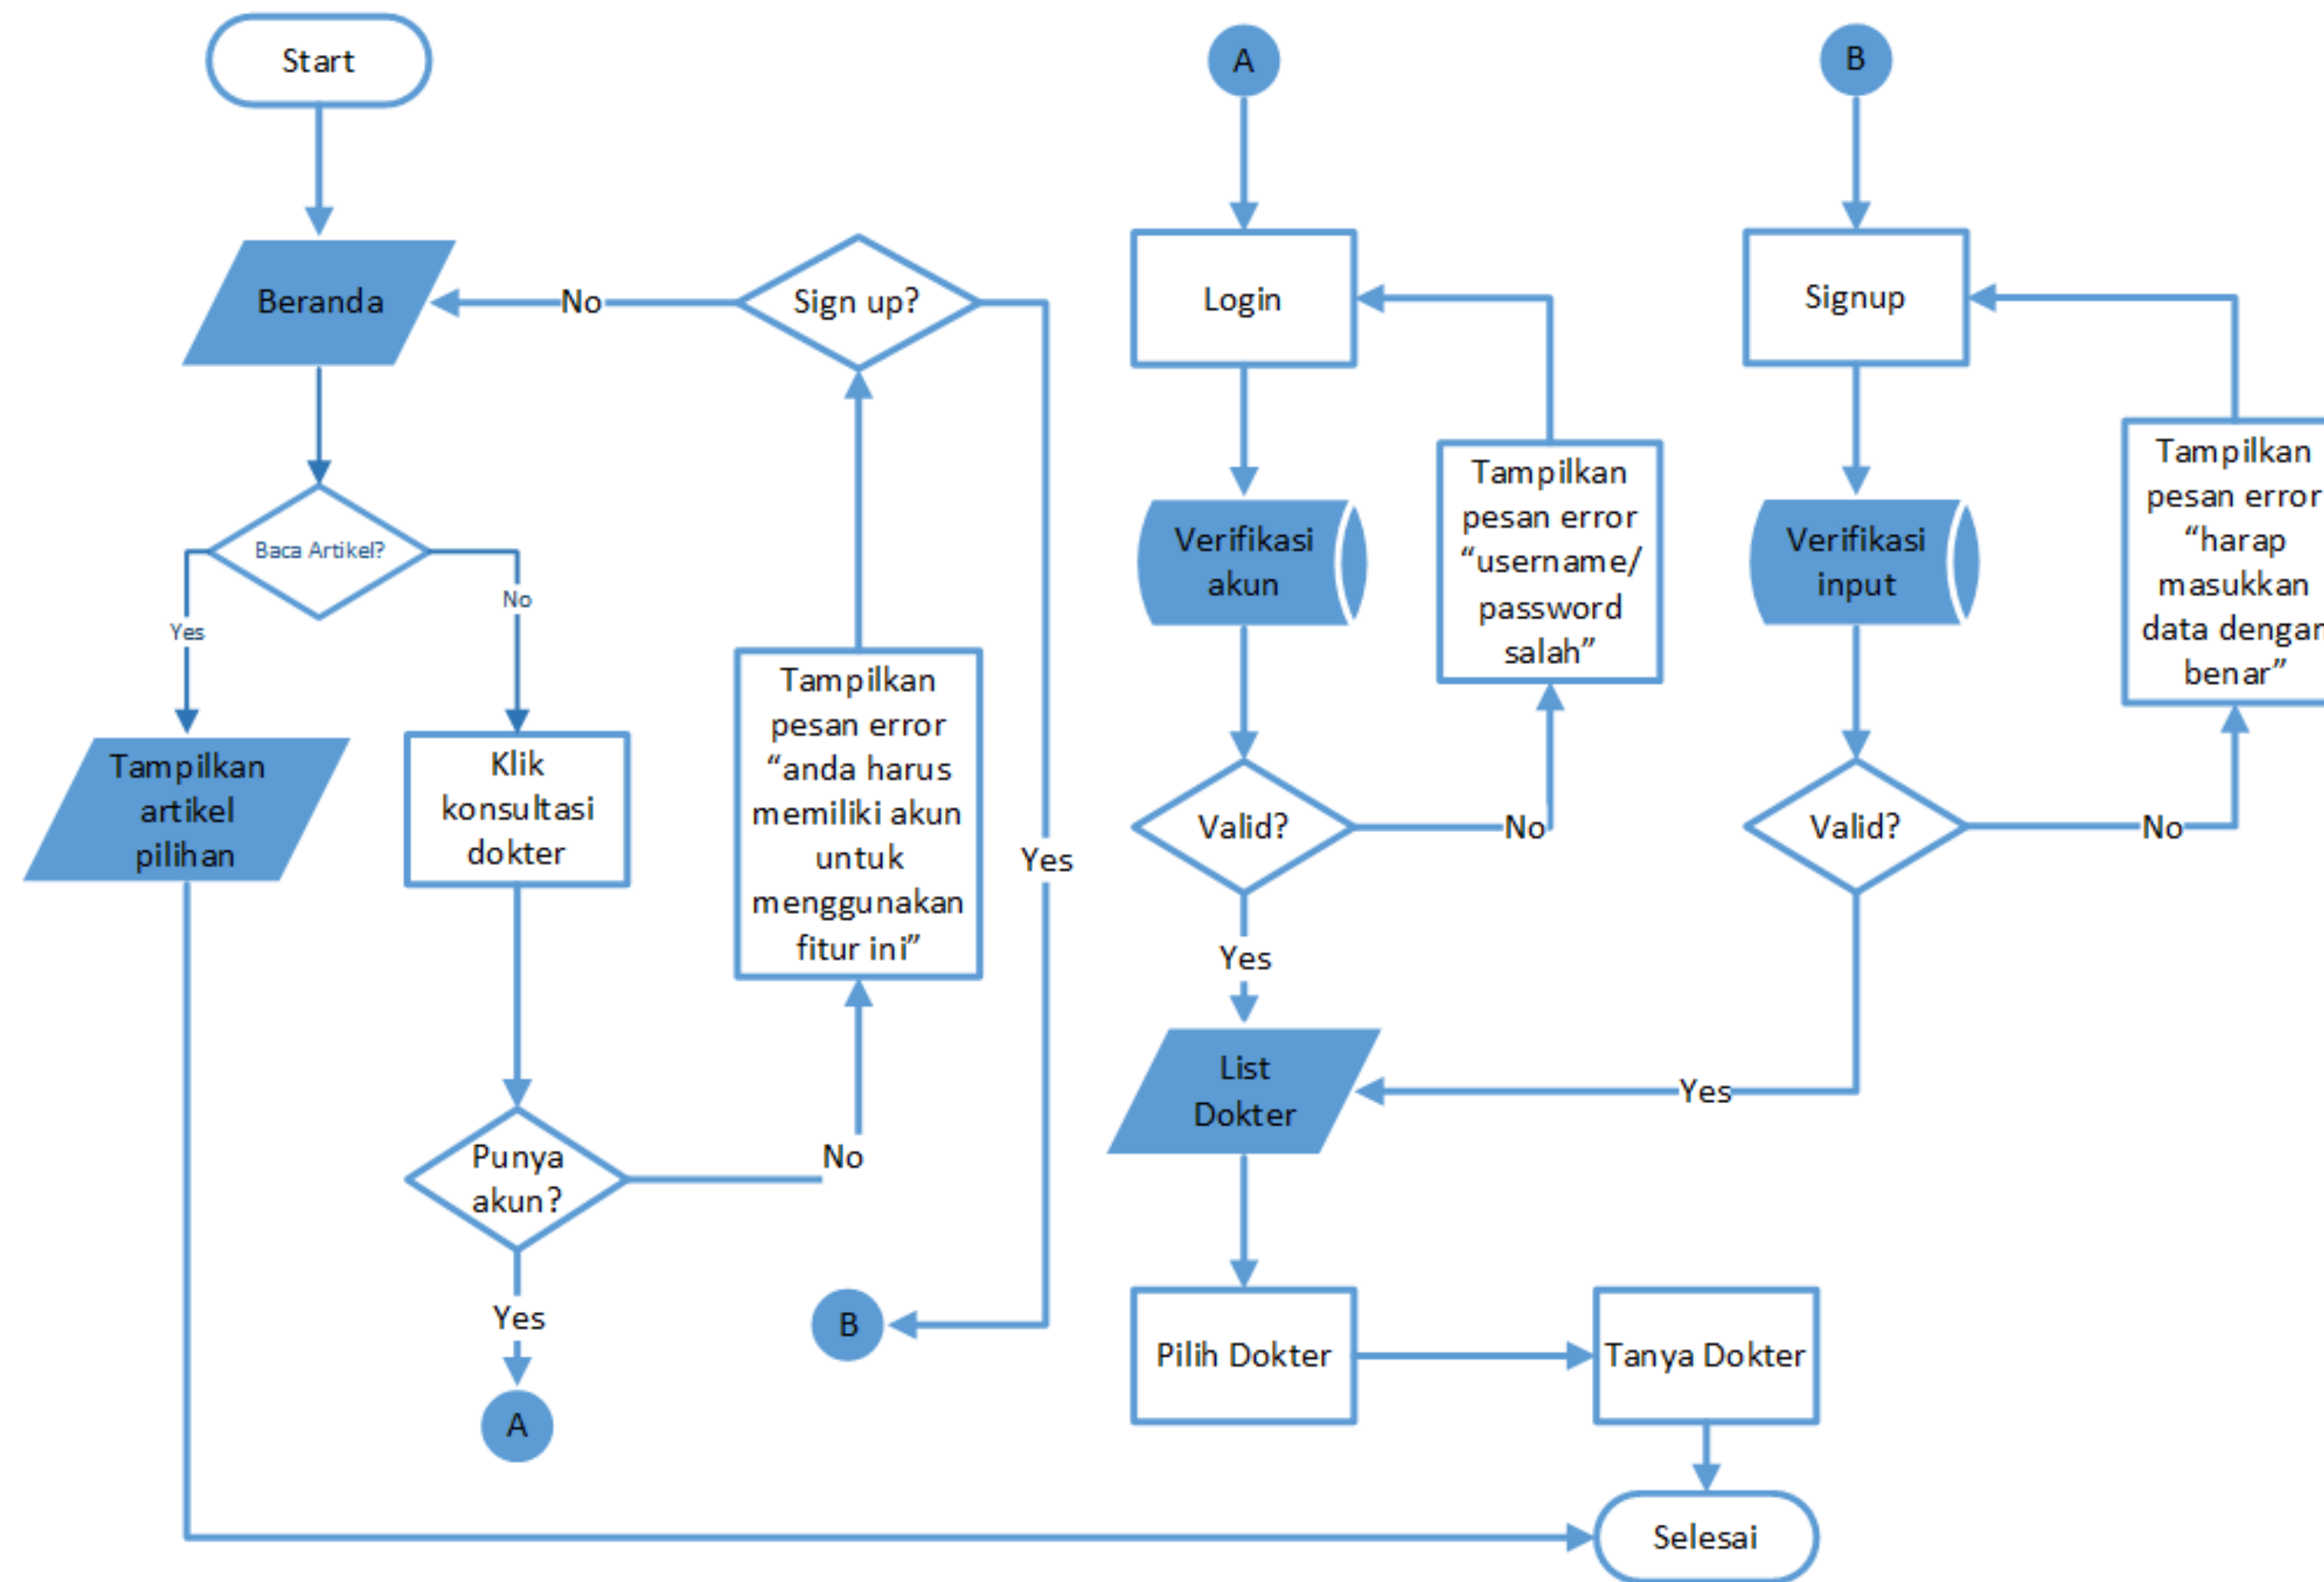 Start
Beranda
No
Sign up?
Baca Artikel?
Yes
No
Tampilkan
artikel
pilihan
Klik
konsultasi
dokter
Tampilkan
pesan error
“anda harus
memiliki akun
untuk
menggunakan
fitur ini”
Yes
Punya
akun?
No
Yes
A
B
A
Login
Verifikasi
akun
Tampilkan
pesan error
“username/
password
salah”
Valid?
No
Yes
List
Dokter
Pilih Dokter
Tanya Dokter
Selesai
B
Signup
Verifikasi
input
Tampilkan
pesan error
“harap
masukkan
data dengan
benar”
Valid?
No
Yes